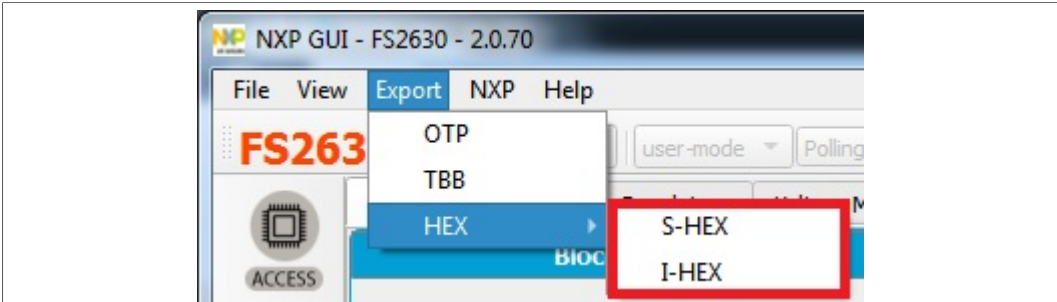 NXP GUI - FS2630 - 2.0.70
File View Export NXP Help
FS263
OTP
user-mode
Polling
TBB
HEX
S-HEX
I-HEX
Bloc
ACCESS